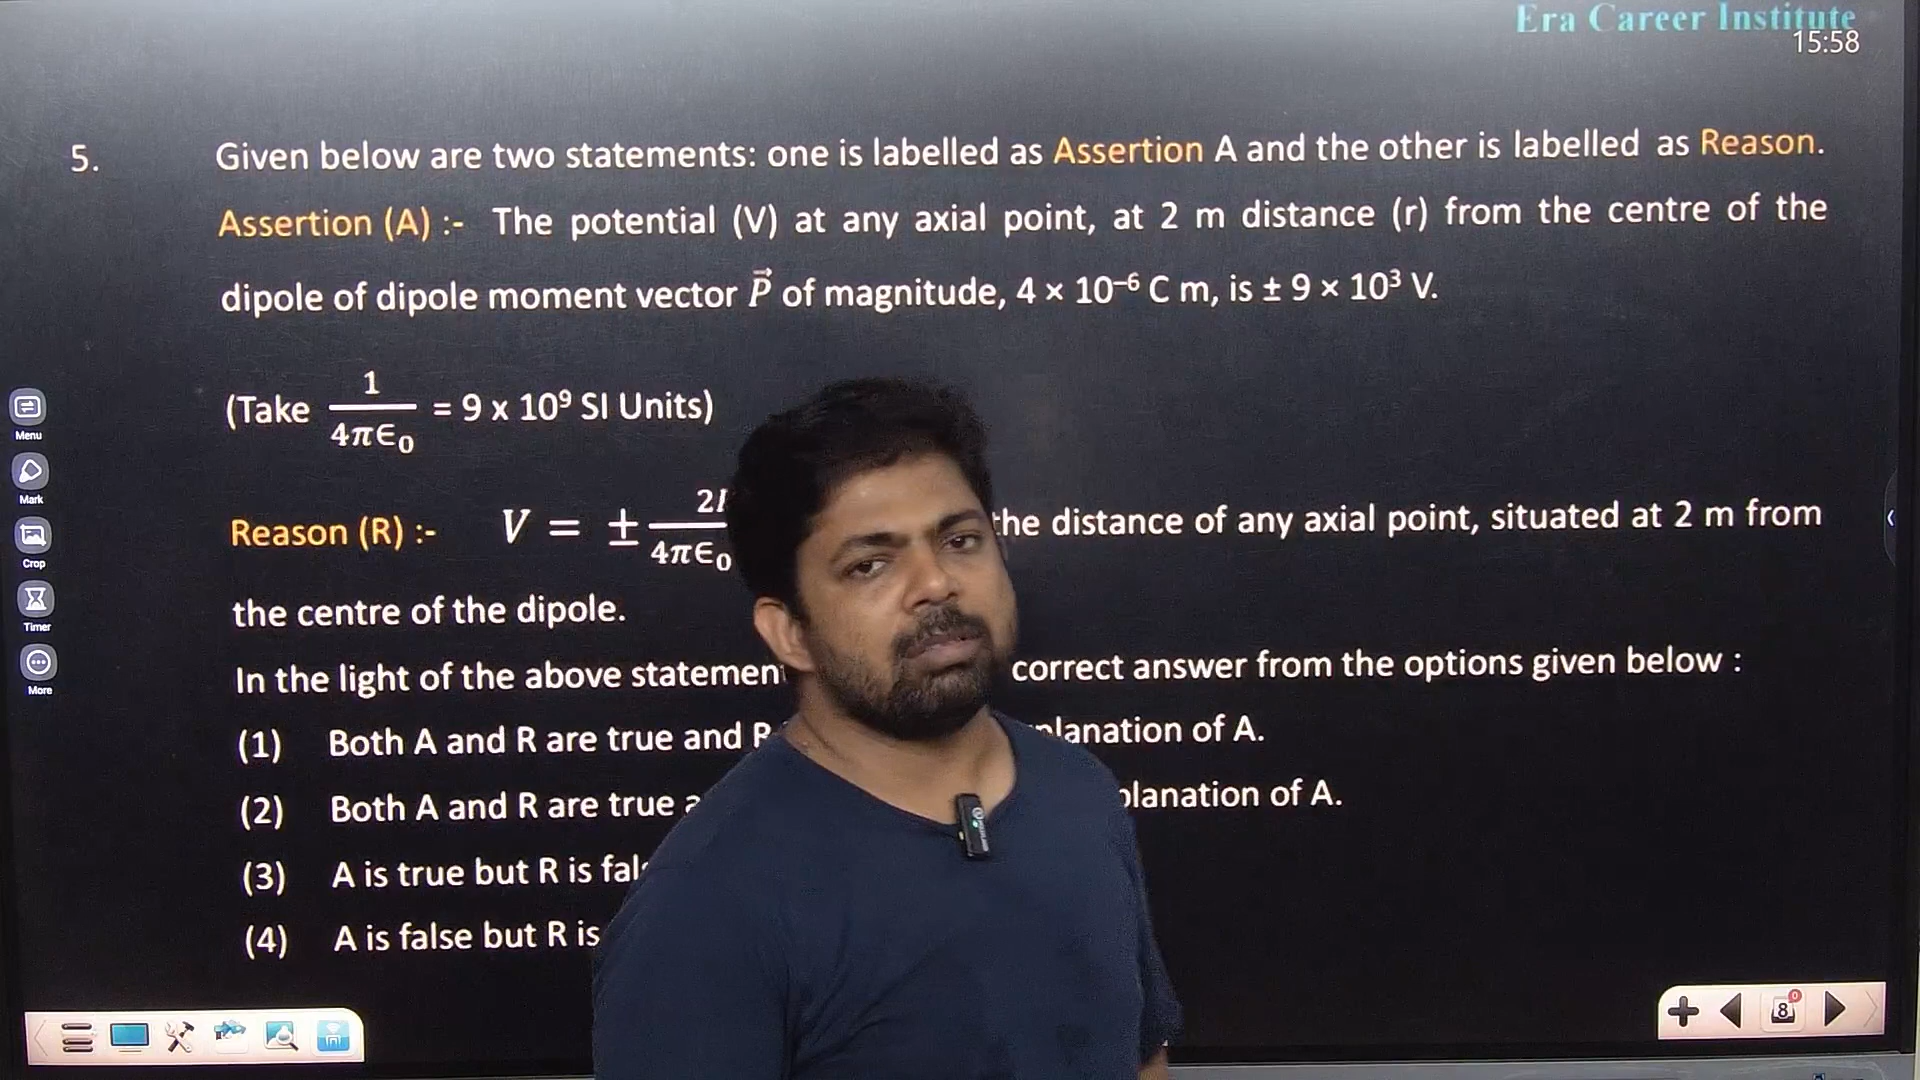 Era Career Institute
15:58
5. Given below are two statements: one is labelled as Assertion A and the other is labelled as Reason.
Assertion (A) :- The potential (V) at any axial point, at 2 m distance (r) from the centre of the
dipole of dipole moment vector P⃗ of magnitude, 4 × 10⁻⁶ C m, is ± 9 × 10³ V.
(Take 1/4πϵ₀ = 9 x 10⁹ SI Units)
Reason (R) :- V = ± 2/4πϵ₀ the distance of any axial point, situated at 2 m from
the centre of the dipole.
In the light of the above correct answer from the options given below :
(1) Both A and R are true and of A.
(2) Both A and R are true of A.
(3) A is true but R is
(4) A is false but R is
Menu
Mark
Crop
Timer
More
8
0